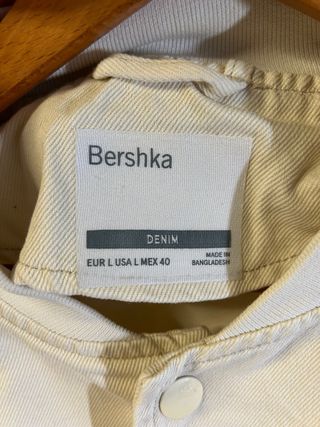 Bershka
DENIM
EUR L USA L MEX 40
MADE IN
BANGLADESH